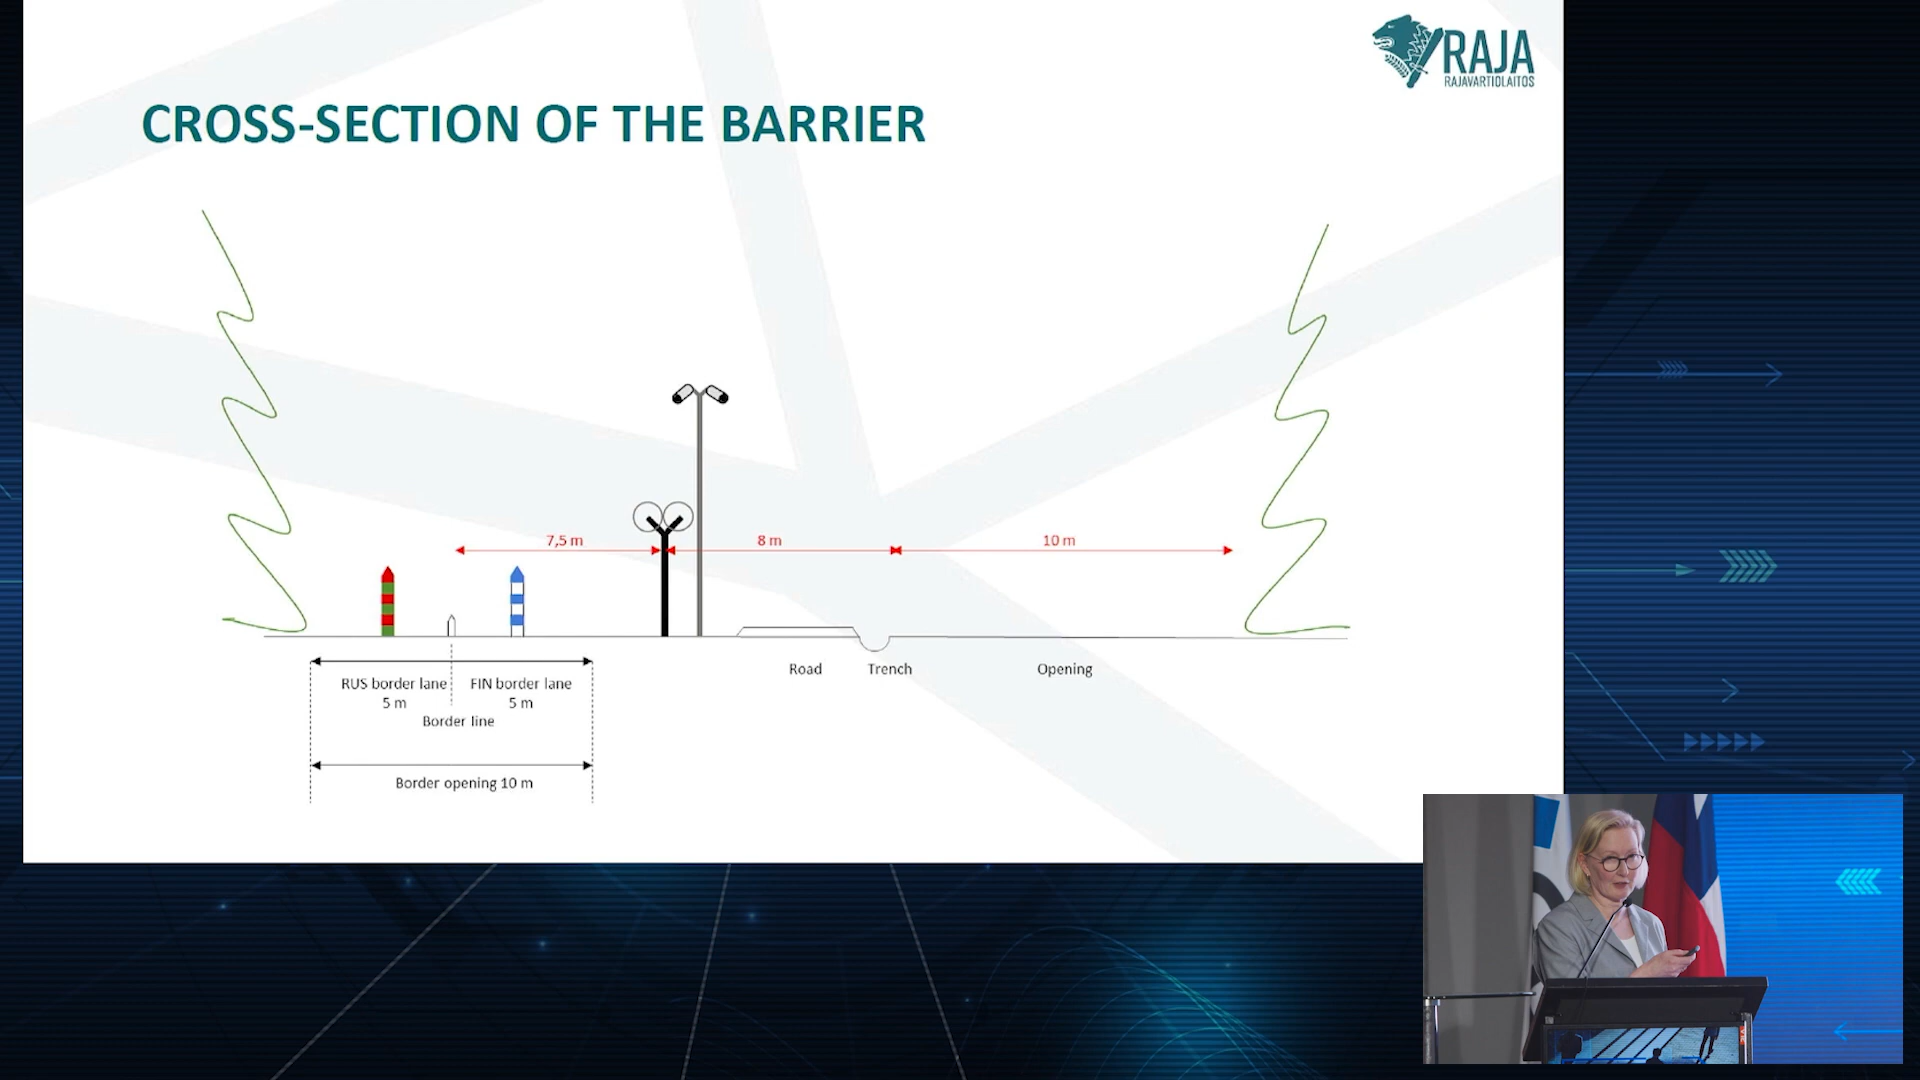 RAJA
RAJAVARTIOLAITOS
CROSS-SECTION OF THE BARRIER
7,5 m
8 m
10 m
Road
Trench
Opening
RUS border lane
5 m
FIN border lane
5 m
Border line
Border opening 10 m